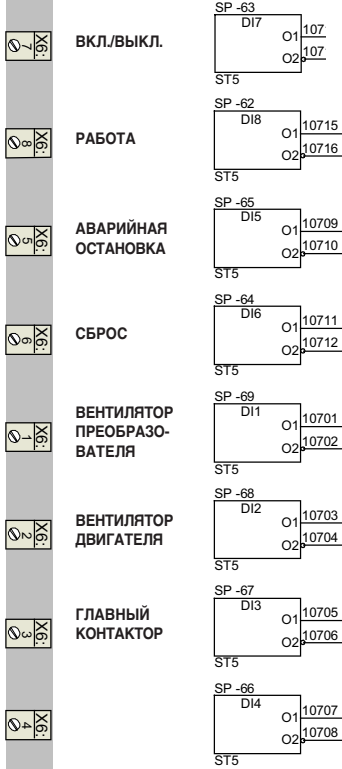 SP -63
DI7
X6: 7
ВКЛ./ВЫКЛ.
O1 107
O2 107
ST5
SP -62
DI8
X6: 8
РАБОТА
O1 10715
O2 10716
ST5
SP -65
DI5
X6: 5
АВАРИЙНАЯ
ОСТАНОВКА
O1 10709
O2 10710
ST5
SP -64
DI6
X6: 6
СБРОС
O1 10711
O2 10712
ST5
SP -69
DI1
X6: 1
ВЕНТИЛЯТОР
ПРЕОБРАЗО-
ВАТЕЛЯ
O1 10701
O2 10702
ST5
SP -68
DI2
X6: 2
ВЕНТИЛЯТОР
ДВИГАТЕЛЯ
O1 10703
O2 10704
ST5
SP -67
DI3
X6: 3
ГЛАВНЫЙ
КОНТАКТОР
O1 10705
O2 10706
ST5
SP -66
DI4
X6: 4
O1 10707
O2 10708
ST5